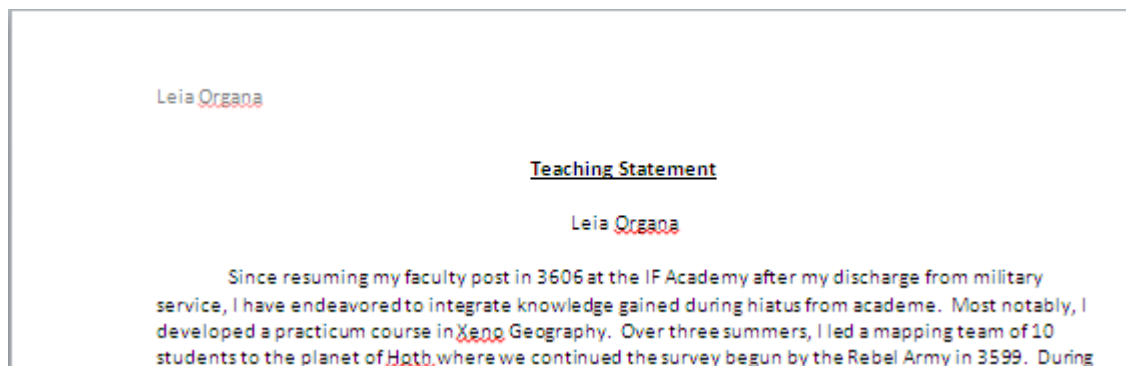 Leia Organa
Teaching Statement
Leia Organa
Since resuming my faculty post in 3606 at the IF Academy after my discharge from military
service, I have endeavored to integrate knowledge gained during hiatus from academe.  Most notably, I
developed a practicum course in Xeno Geography.  Over three summers, I led a mapping team of 10
students to the planet of Hoth where we continued the survey begun by the Rebel Army in 3599.  During